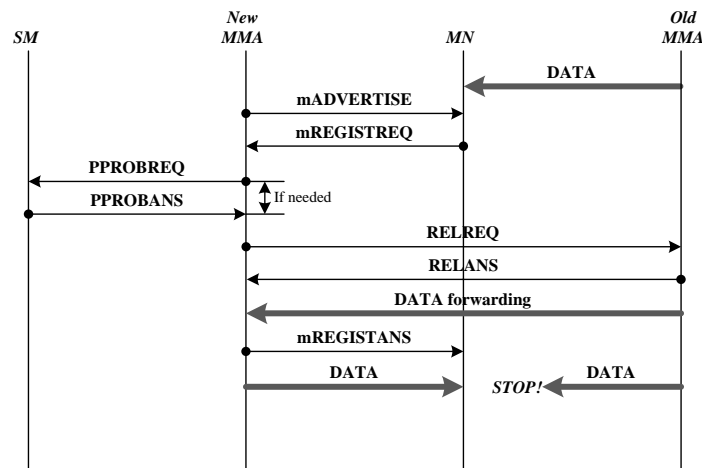 SM
New
MMA
MN
Old
MMA
DATA
mADVERTISE
mREGISTREQ
PPROBREQ
If needed
PPROBANS
RELREQ
RELANS
DATA forwarding
mREGISTANS
DATA
STOP!
DATA